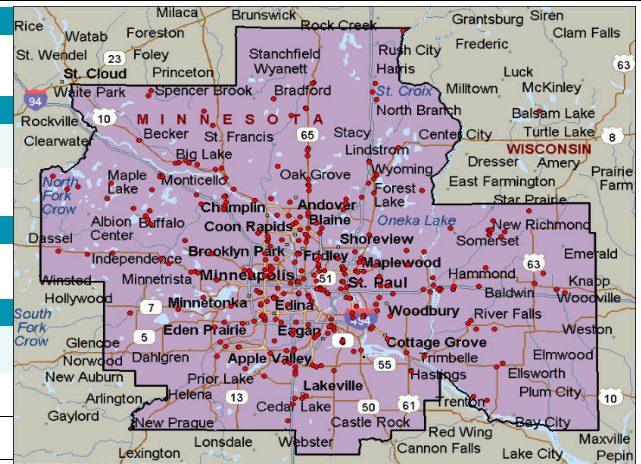 Rice
Milaca
Brunswick
Rock Creek
Grantsburg
Siren
Watab
Foreston
Clam Falls
St. Wendel
23
Foley
Stanchfield
Rush City
Frederic
St. Cloud
Princeton
Wyanett
Harris
Luck
63
94
Waite Park
Spencer Brook
Bradford
St. Croix
Milltown
McKinley
Rockville
10
MINNESOTA
North Branch
Balsam Lake
Clearwater
Becker
St. Francis
65
Stacy
Center City
Turtle Lake
8
Big Lake
Lindstrom
WISCONSIN
Maple
Lake
Monticello
Oak Grove
Wyoming
Dresser
Amery
Prairie
Farm
North
Fork
Crow
Forest
Lake
East Farmington
Champlin
Andover
Star Prairie
Albion
Center
Buffalo
Coon Rapids
Blaine
Oneka Lake
New Richmond
Dassel
Shoreview
Somerset
Independence
Brooklyn Park
Fridley
Maplewood
Emerald
Winsted
Minnetrista
Minneapolis
51
St. Paul
Hammond
63
Knapp
Hollywood
Baldwin
Woodville
7
Minnetonka
Edina
Woodbury
South
Fork
Crow
5
Eden Prairie
Eagan
494
River Falls
Weston
Glencoe
Cottage Grove
Norwood
Dahlgren
Apple Valley
55
Trimbelle
Elmwood
New Auburn
Prior Lake
Hastings
Ellsworth
Arlington
Helena
13
Lakeville
Plum City
10
Gaylord
Cedar Lake
50
61
Trenton
New Prague
Castle Rock
Bay City
Lonsdale
Webster
Red Wing
Maxville
Lexington
Cannon Falls
Lake City
Pepin